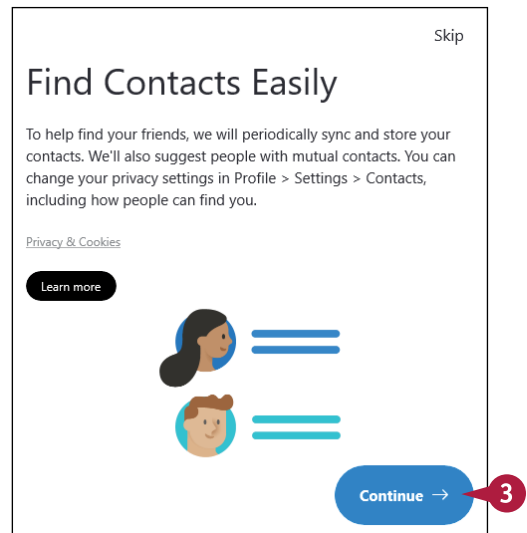 Skip
Find Contacts Easily
To help find your friends, we will periodically sync and store your
contacts. We'll also suggest people with mutual contacts. You can
change your privacy settings in Profile > Settings > Contacts,
including how people can find you.
Privacy & Cookies
Learn more
Continue →
3